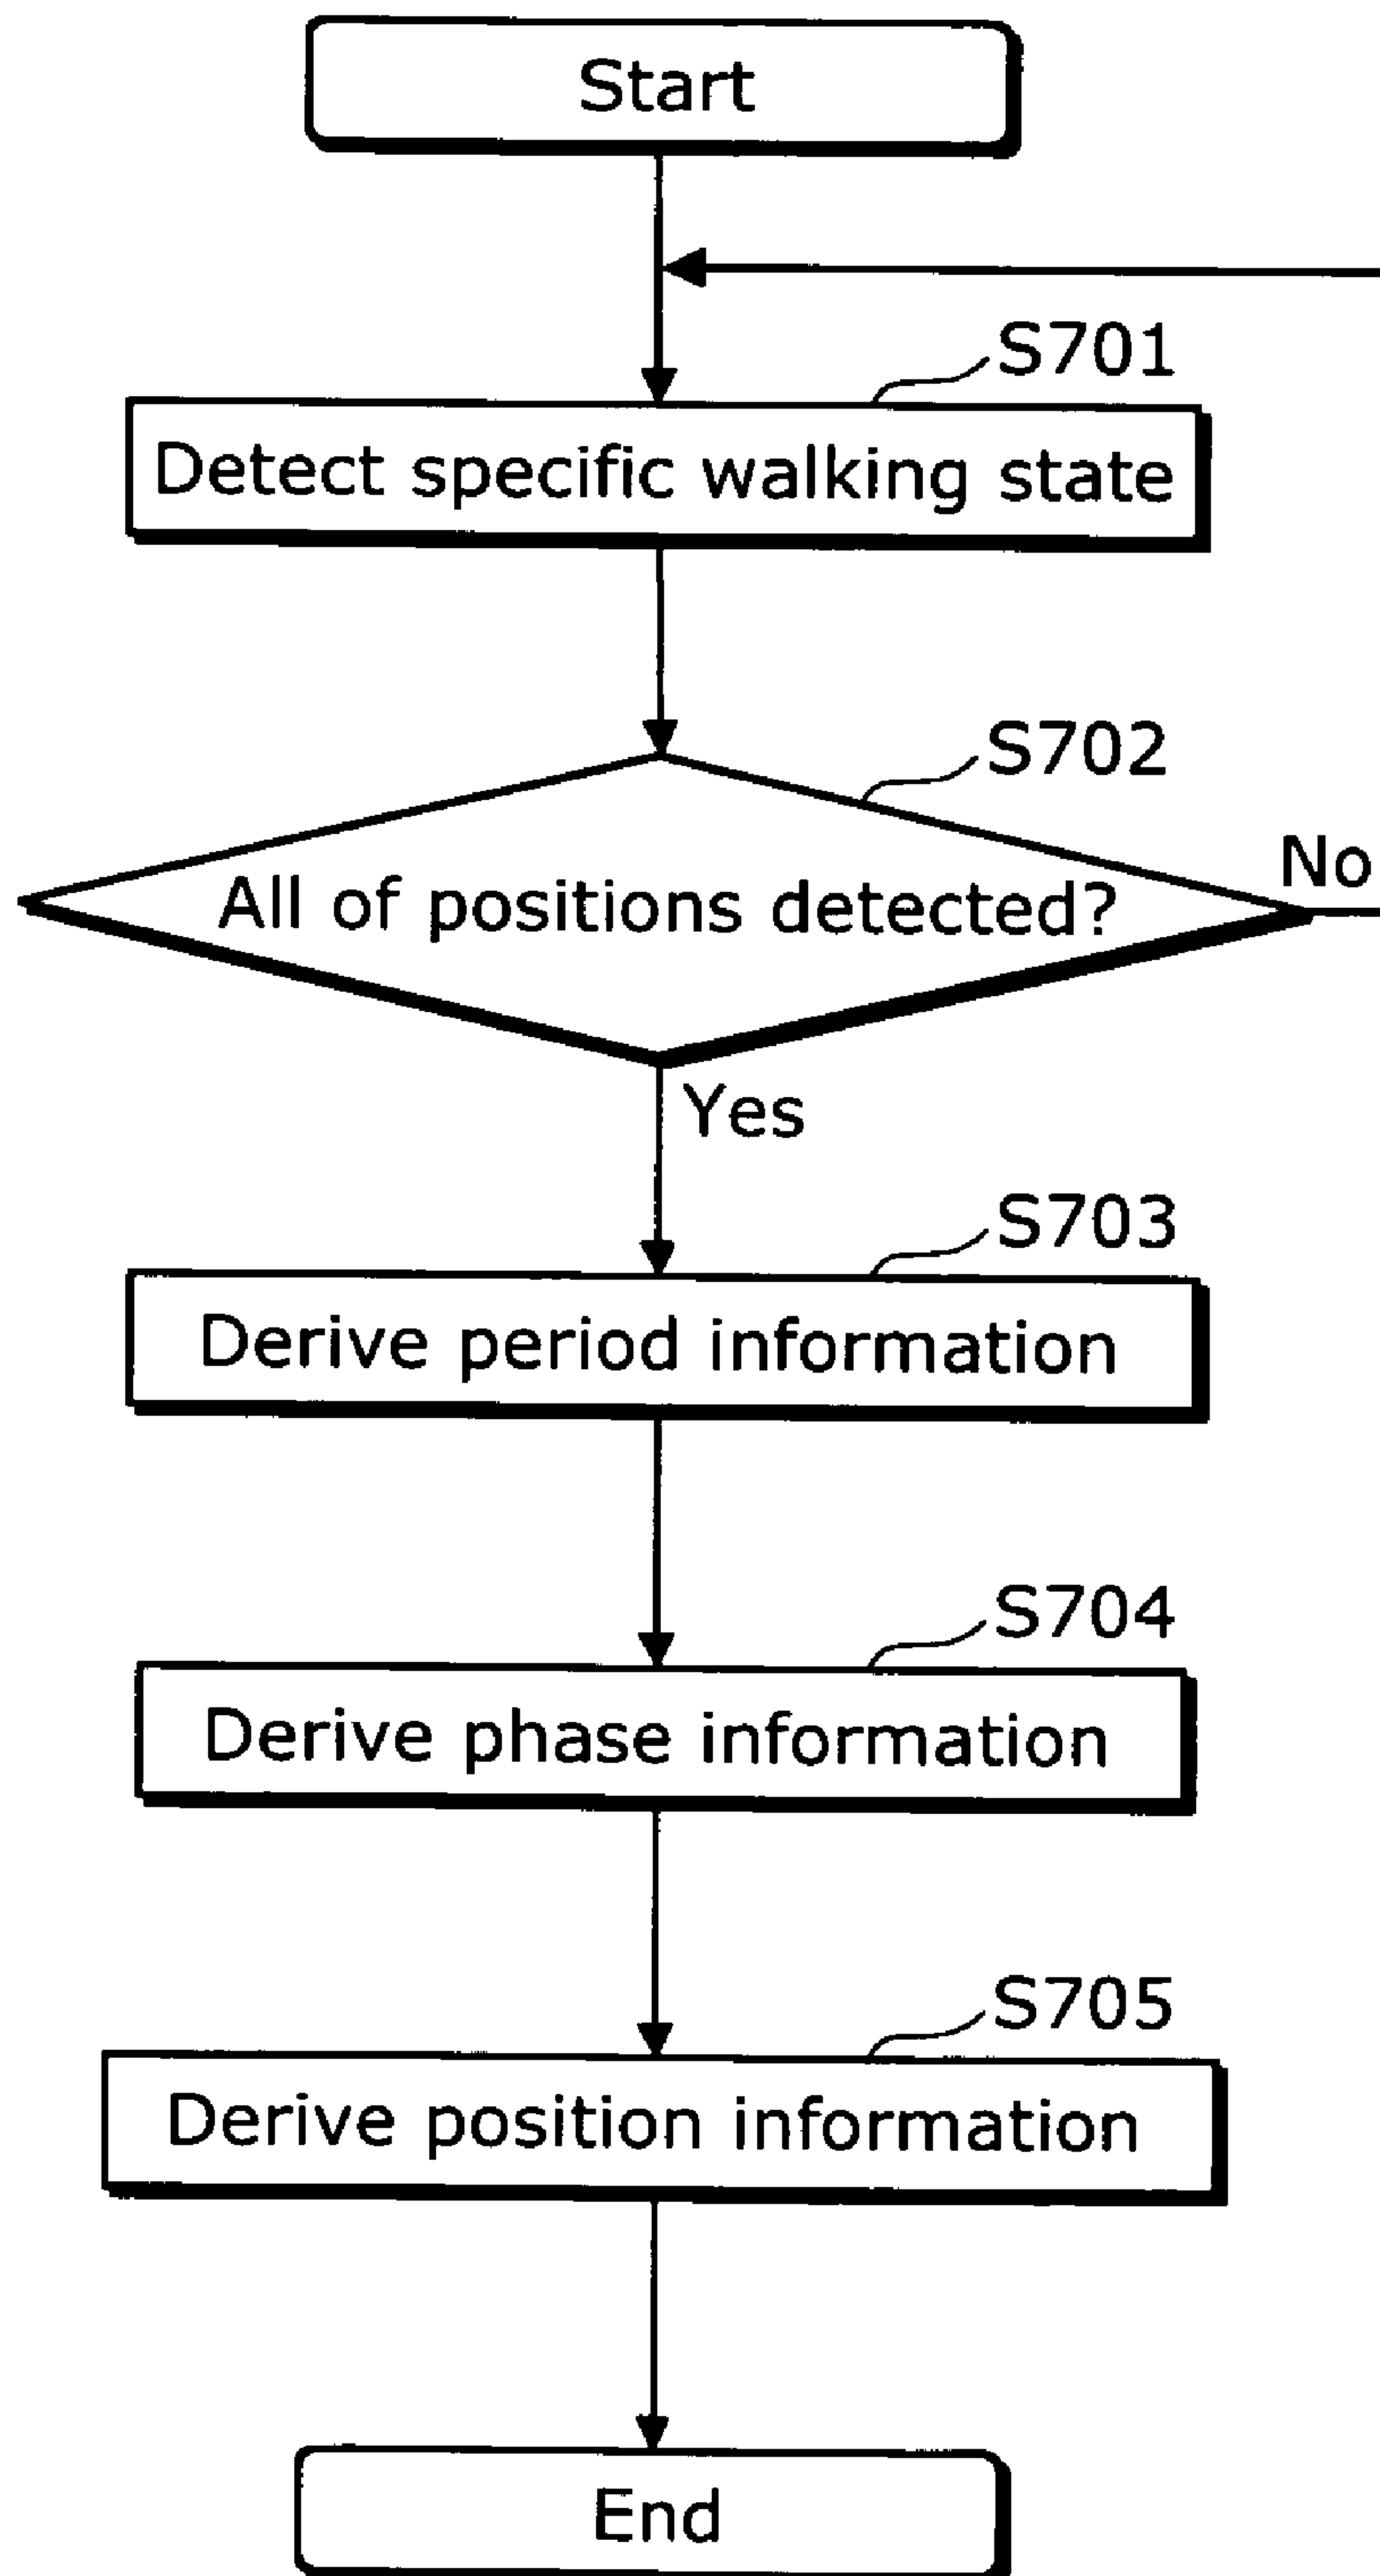 Start
S701
Detect specific walking state
S702
All of positions detected?
No
Yes
S703
Derive period information
S704
Derive phase information
S705
Derive position information
End